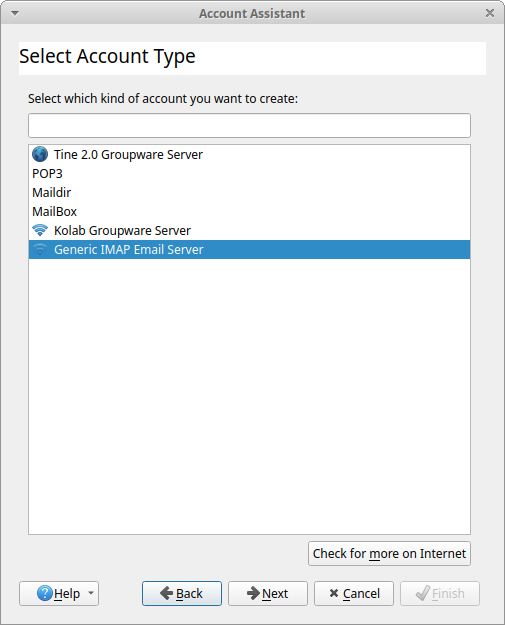 Account Assistant
Select Account Type
Select which kind of account you want to create:
Tine 2.0 Groupware Server
POP3
Maildir
MailBox
Kolab Groupware Server
Generic IMAP Email Server
Check for more on Internet
Help Back Next Cancel Finish